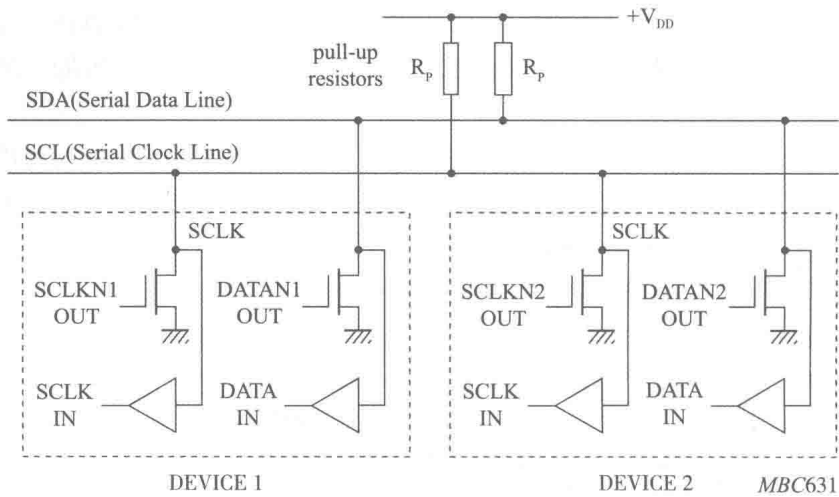 +VDD
pull-up
resistors
RP
RP
SDA(Serial Data Line)
SCL(Serial Clock Line)
SCLK
SCLKN1
OUT
DATAN1
OUT
SCLK
IN
DATA
IN
DEVICE 1
SCLK
SCLKN2
OUT
DATAN2
OUT
SCLK
IN
DATA
IN
DEVICE 2
MBC631